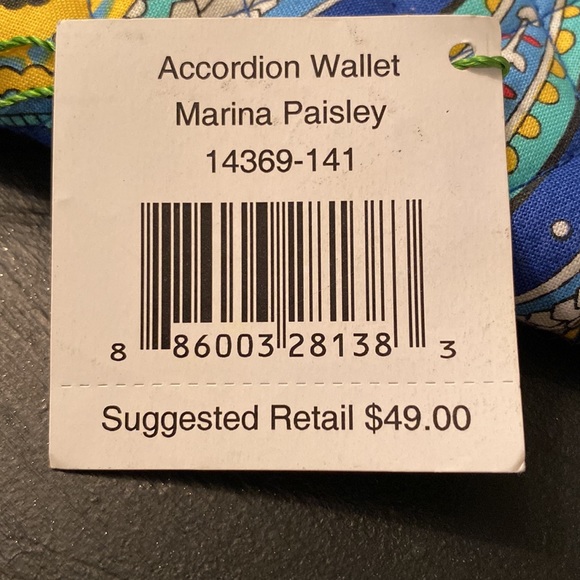 Accordion Wallet
Marina Paisley
14369-141
8 86003 28138 3
Suggested Retail $49.00